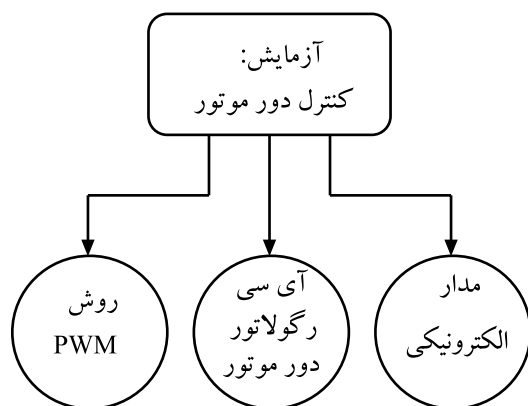 آزمایش:
کنترل دور موتور
مدار
الکترونیکی
آی سی
رگولاتور
دور موتور
روش
PWM